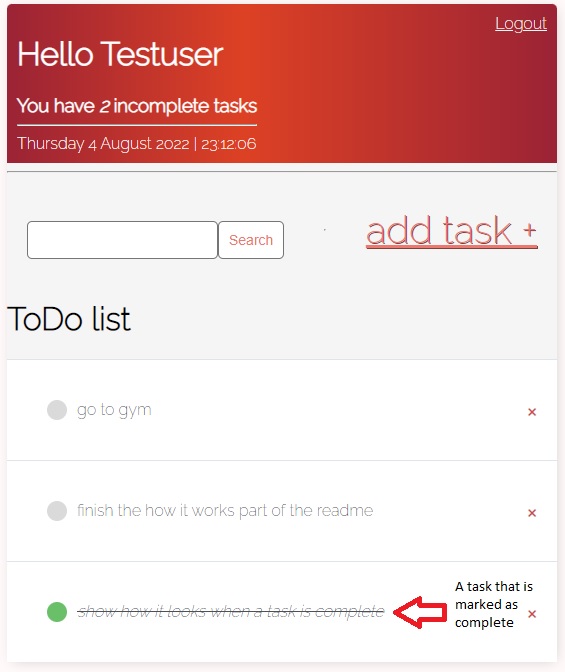 Logout
Hello Testuser
You have 2 incomplete tasks
Thursday 4 August 2022 | 23:12:06
Search
add task +
ToDo list
go to gym ×
finish the how it works part of the readme ×
show how it looks when a task is complete ×
A task that is
marked as
complete